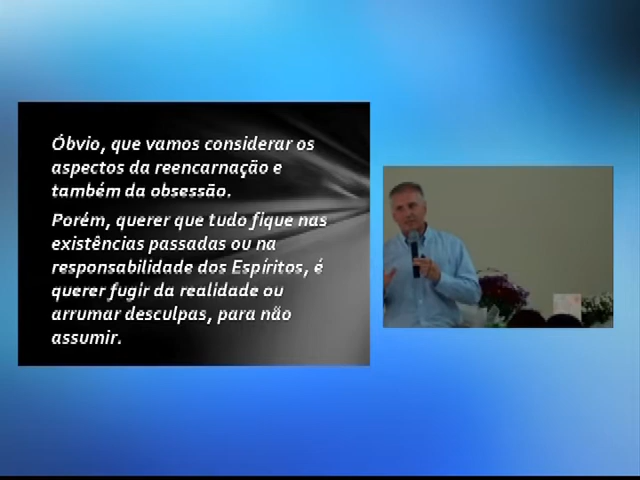 Óbvio, que vamos considerar os
aspectos da reencarnação e
também da obsessão.
Porém, querer que tudo fique nas
existências passadas ou na
responsabilidade dos Espíritos, é
querer fugir da realidade ou
arrumar desculpas, para não
assumir.